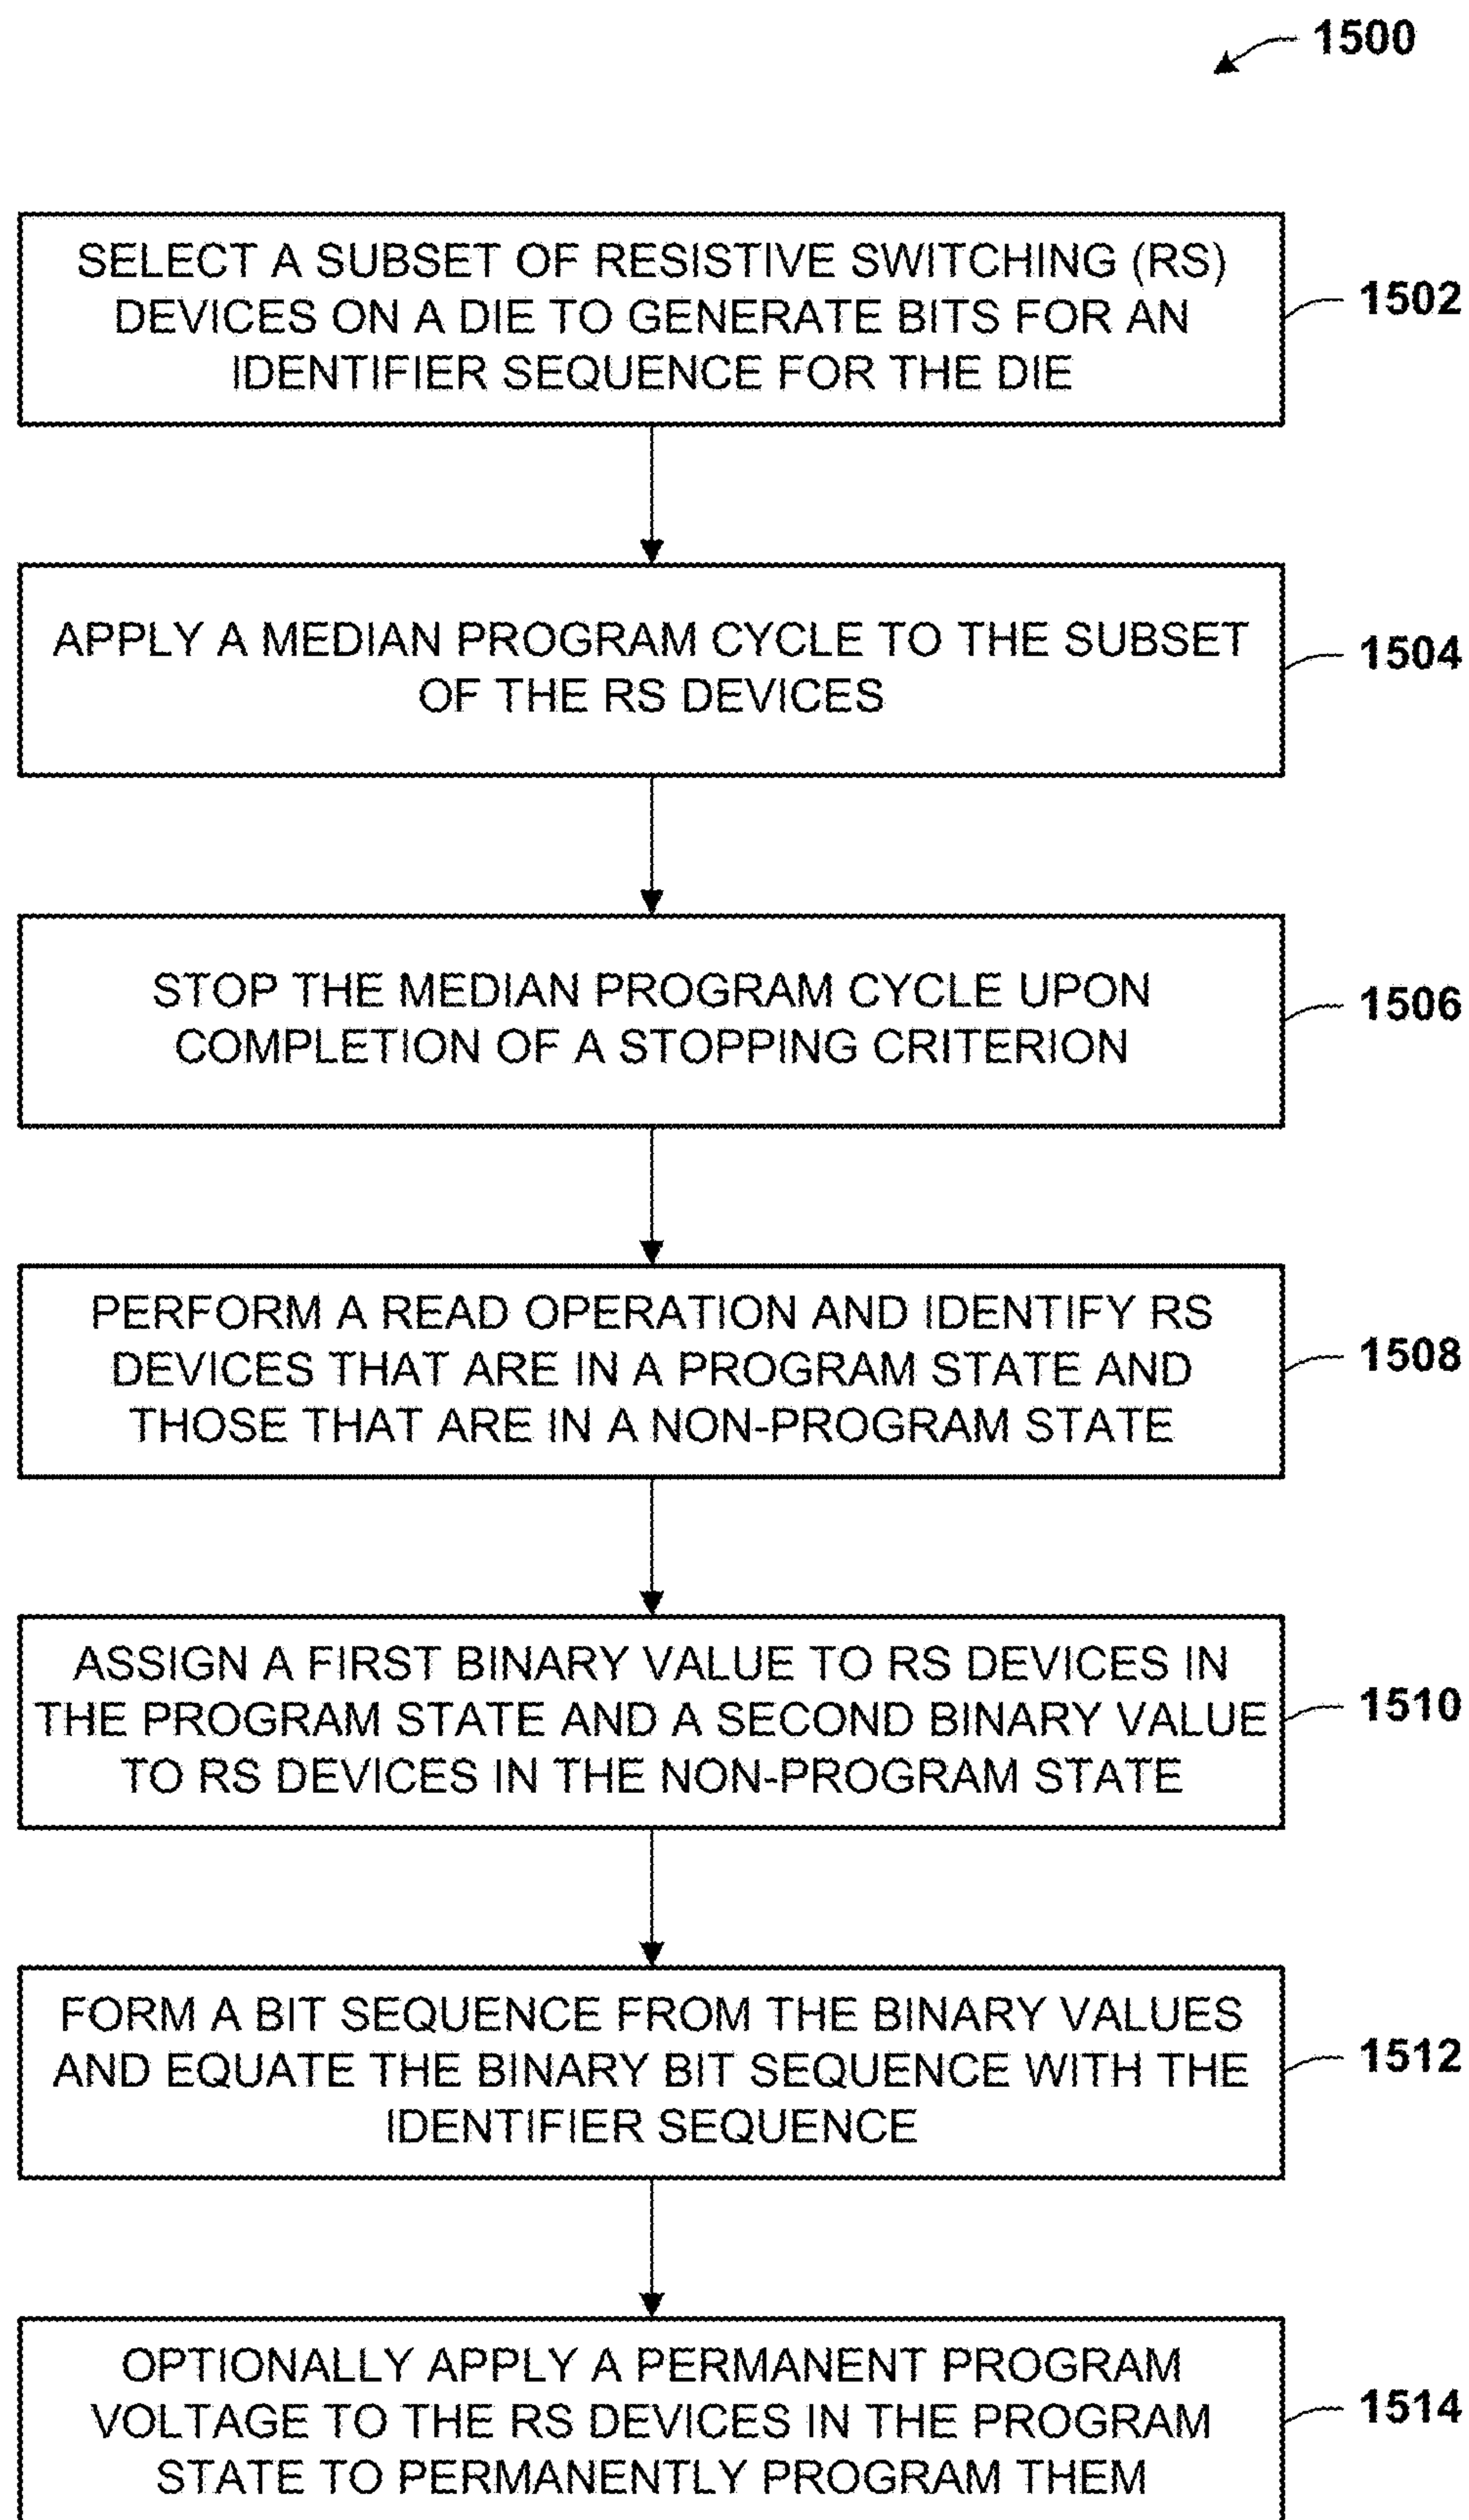 1500
SELECT A SUBSET OF RESISTIVE SWITCHING (RS)
DEVICES ON A DIE TO GENERATE BITS FOR AN
IDENTIFIER SEQUENCE FOR THE DIE
1502
APPLY A MEDIAN PROGRAM CYCLE TO THE SUBSET
OF THE RS DEVICES
1504
STOP THE MEDIAN PROGRAM CYCLE UPON
COMPLETION OF A STOPPING CRITERION
1506
PERFORM A READ OPERATION AND IDENTIFY RS
DEVICES THAT ARE IN A PROGRAM STATE AND
THOSE THAT ARE IN A NON-PROGRAM STATE
1508
ASSIGN A FIRST BINARY VALUE TO RS DEVICES IN
THE PROGRAM STATE AND A SECOND BINARY VALUE
TO RS DEVICES IN THE NON-PROGRAM STATE
1510
FORM A BIT SEQUENCE FROM THE BINARY VALUES
AND EQUATE THE BINARY BIT SEQUENCE WITH THE
IDENTIFIER SEQUENCE
1512
OPTIONALLY APPLY A PERMANENT PROGRAM
VOLTAGE TO THE RS DEVICES IN THE PROGRAM
STATE TO PERMANENTLY PROGRAM THEM
1514